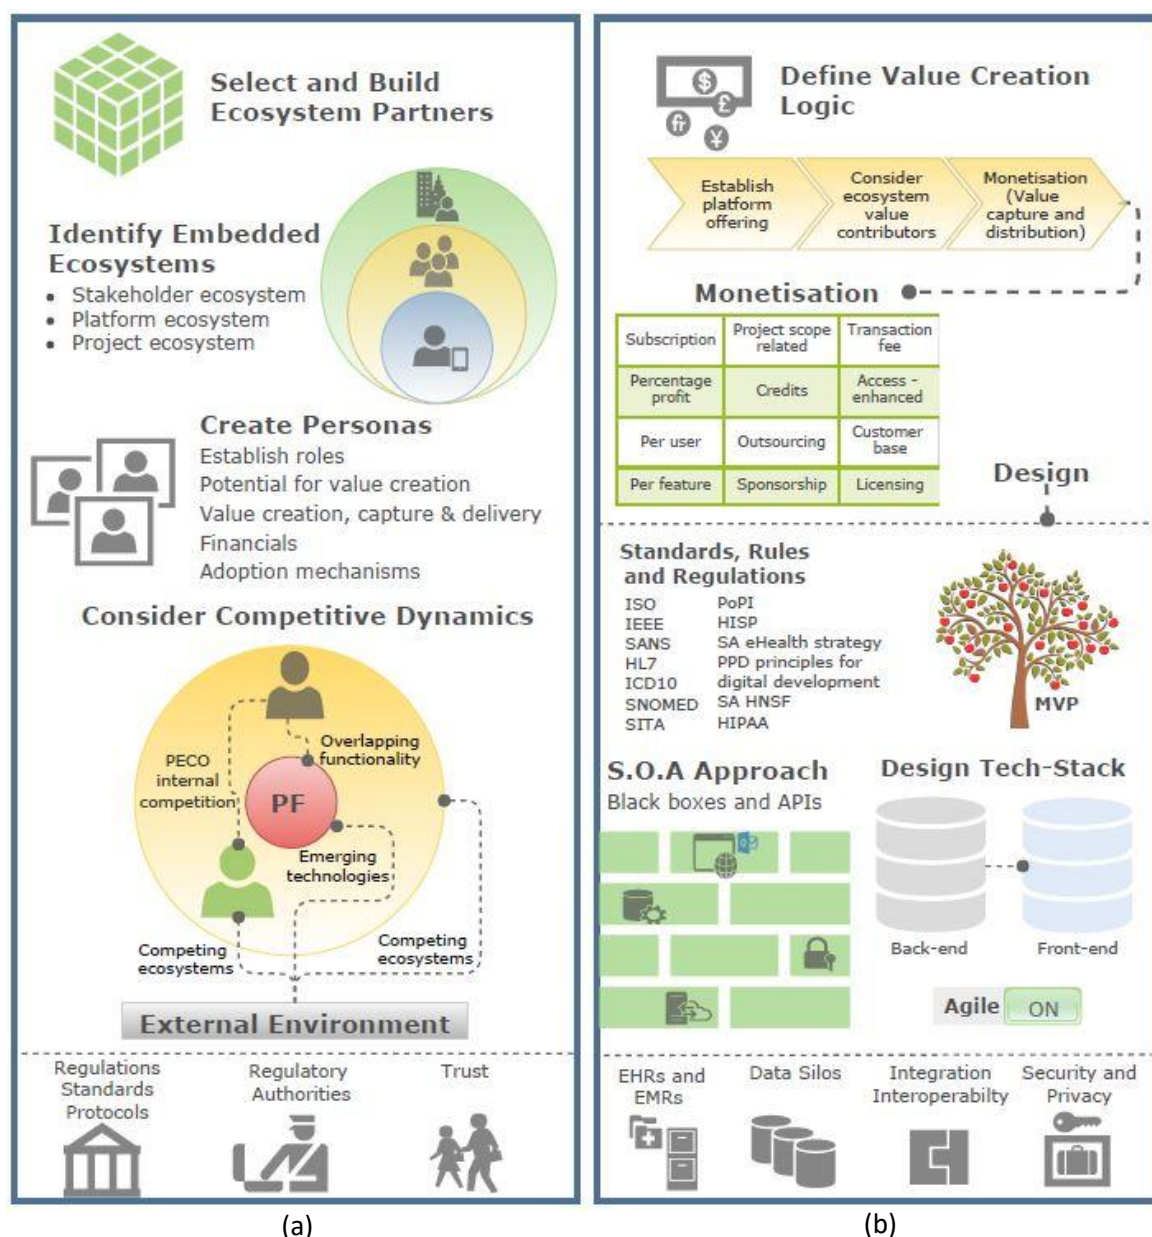 Select and Build
Ecosystem Partners
Identify Embedded
Ecosystems
• Stakeholder ecosystem
• Platform ecosystem
• Project ecosystem
Create Personas
Establish roles
Potential for value creation
Value creation, capture & delivery
Financials
Adoption mechanisms
Consider Competitive Dynamics
Overlapping
functionality
PECO
internal
competition
PF
Emerging
technologies
Competing
ecosystems
Competing
ecosystems
External Environment
Regulations
Standards
Protocols
Regulatory
Authorities
Trust
(a)
Define Value Creation
Logic
$
£
¥
Establish
platform
offering
Consider
ecosystem
value
contributors
Monetisation
(Value
capture and
distribution)
Monetisation
Subscription
Project scope
related
Transaction
fee
Percentage
profit
Credits
Access -
enhanced
Per user
Outsourcing
Customer
base
Per feature
Sponsorship
Licensing
Design
Standards, Rules
and Regulations
ISO
IEEE
SANS
HL7
ICD10
SNOMED
SITA
PoPI
HISP
SA eHealth strategy
PPD principles for
digital development
SA HNSF
HIPAA
MVP
S.O.A Approach
Black boxes and APIs
Design Tech-Stack
Back-end
Front-end
Agile
ON
EHRs and
EMRs
Data Silos
Integration
Interoperabilty
Security and
Privacy
(b)